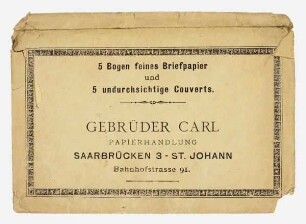 5 Bogen feines Briefpapier
und
5 undurchsichtige Couverts.
GEBRÜDER CARL
PAPIERHANDLUNG
SAARBRÜCKEN 3 - ST. JOHANN
Bahnhofstrasse 91.